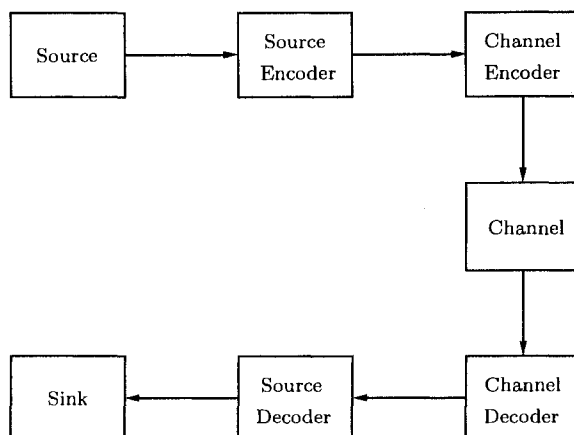 Source
Source
Encoder
Channel
Encoder
Channel
Sink
Source
Decoder
Channel
Decoder